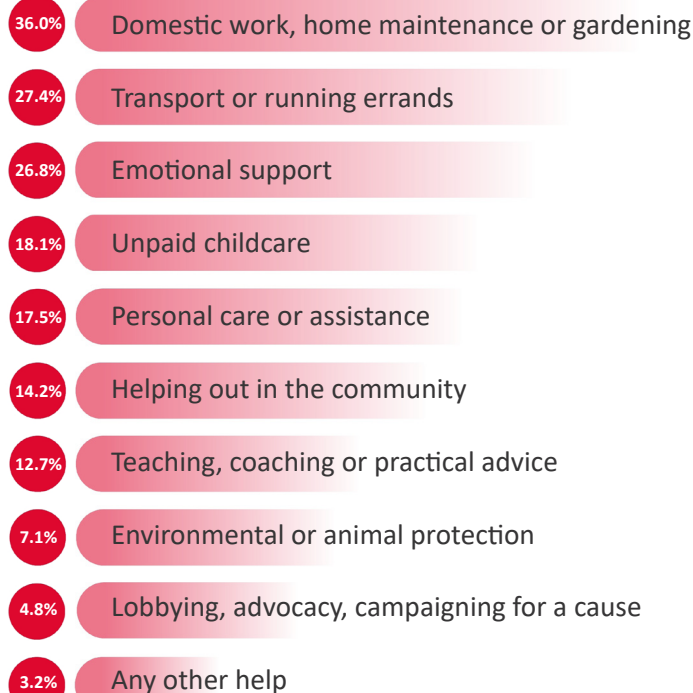 36.0% Domestic work, home maintenance or gardening
27.4% Transport or running errands
26.8% Emotional support
18.1% Unpaid childcare
17.5% Personal care or assistance
14.2% Helping out in the community
12.7% Teaching, coaching or practical advice
7.1% Environmental or animal protection
4.8% Lobbying, advocacy, campaigning for a cause
3.2% Any other help